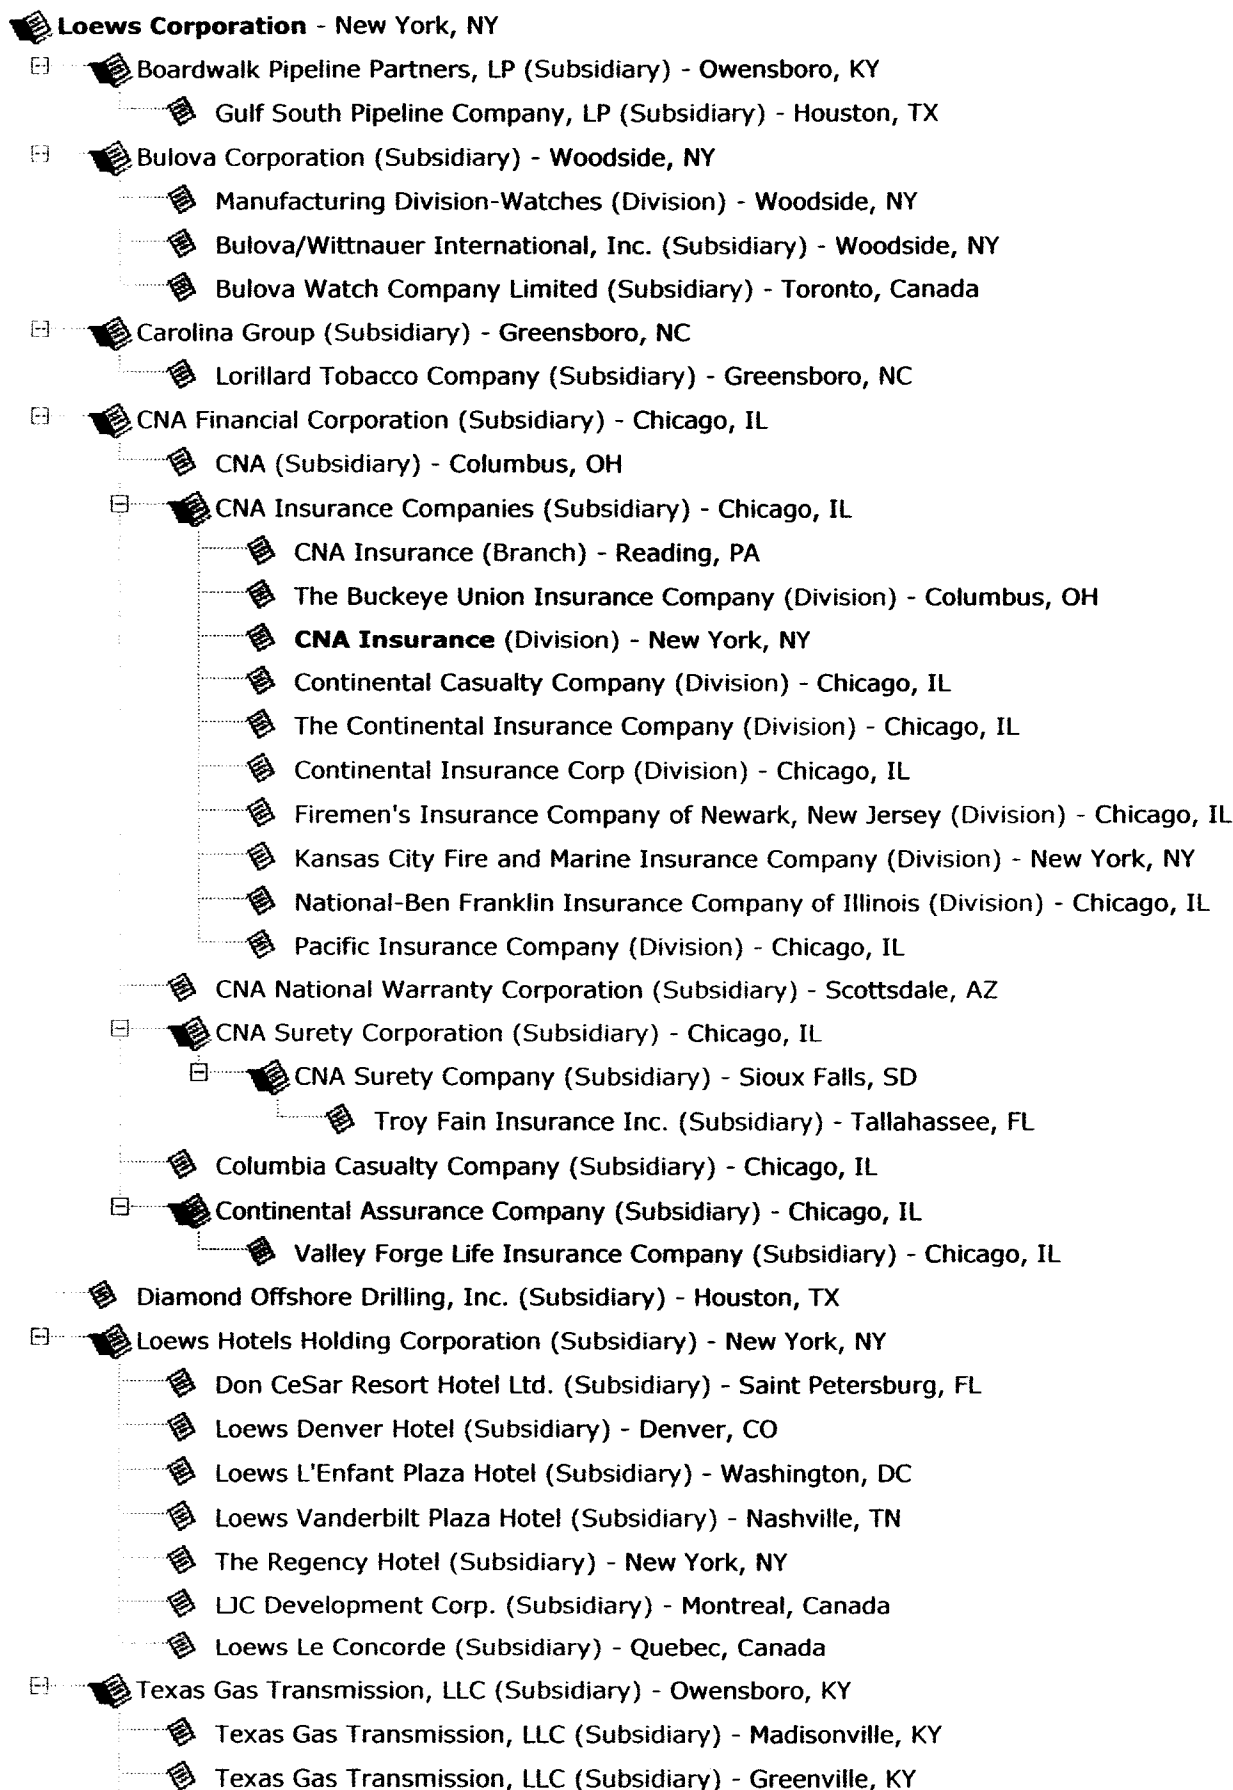 Loews Corporation - New York, NY
Boardwalk Pipeline Partners, LP (Subsidiary) - Owensboro, KY
Gulf South Pipeline Company, LP (Subsidiary) - Houston, TX
Bulova Corporation (Subsidiary) - Woodside, NY
Manufacturing Division-Watches (Division) - Woodside, NY
Bulova/Wittnauer International, Inc. (Subsidiary) - Woodside, NY
Bulova Watch Company Limited (Subsidiary) - Toronto, Canada
Carolina Group (Subsidiary) - Greensboro, NC
Lorillard Tobacco Company (Subsidiary) - Greensboro, NC
CNA Financial Corporation (Subsidiary) - Chicago, IL
CNA (Subsidiary) - Columbus, OH
CNA Insurance Companies (Subsidiary) - Chicago, IL
CNA Insurance (Branch) - Reading, PA
The Buckeye Union Insurance Company (Division) - Columbus, OH
CNA Insurance (Division) - New York, NY
Continental Casualty Company (Division) - Chicago, IL
The Continental Insurance Company (Division) - Chicago, IL
Continental Insurance Corp (Division) - Chicago, IL
Firemen's Insurance Company of Newark, New Jersey (Division) - Chicago, IL
Kansas City Fire and Marine Insurance Company (Division) - New York, NY
National-Ben Franklin Insurance Company of Illinois (Division) - Chicago, IL
Pacific Insurance Company (Division) - Chicago, IL
CNA National Warranty Corporation (Subsidiary) - Scottsdale, AZ
CNA Surety Corporation (Subsidiary) - Chicago, IL
CNA Surety Company (Subsidiary) - Sioux Falls, SD
Troy Fain Insurance Inc. (Subsidiary) - Tallahassee, FL
Columbia Casualty Company (Subsidiary) - Chicago, IL
Continental Assurance Company (Subsidiary) - Chicago, IL
Valley Forge Life Insurance Company (Subsidiary) - Chicago, IL
Diamond Offshore Drilling, Inc. (Subsidiary) - Houston, TX
Loews Hotels Holding Corporation (Subsidiary) - New York, NY
Don CeSar Resort Hotel Ltd. (Subsidiary) - Saint Petersburg, FL
Loews Denver Hotel (Subsidiary) - Denver, CO
Loews L'Enfant Plaza Hotel (Subsidiary) - Washington, DC
Loews Vanderbilt Plaza Hotel (Subsidiary) - Nashville, TN
The Regency Hotel (Subsidiary) - New York, NY
LJC Development Corp. (Subsidiary) - Montreal, Canada
Loews Le Concorde (Subsidiary) - Quebec, Canada
Texas Gas Transmission, LLC (Subsidiary) - Owensboro, KY
Texas Gas Transmission, LLC (Subsidiary) - Madisonville, KY
Texas Gas Transmission, LLC (Subsidiary) - Greenville, KY